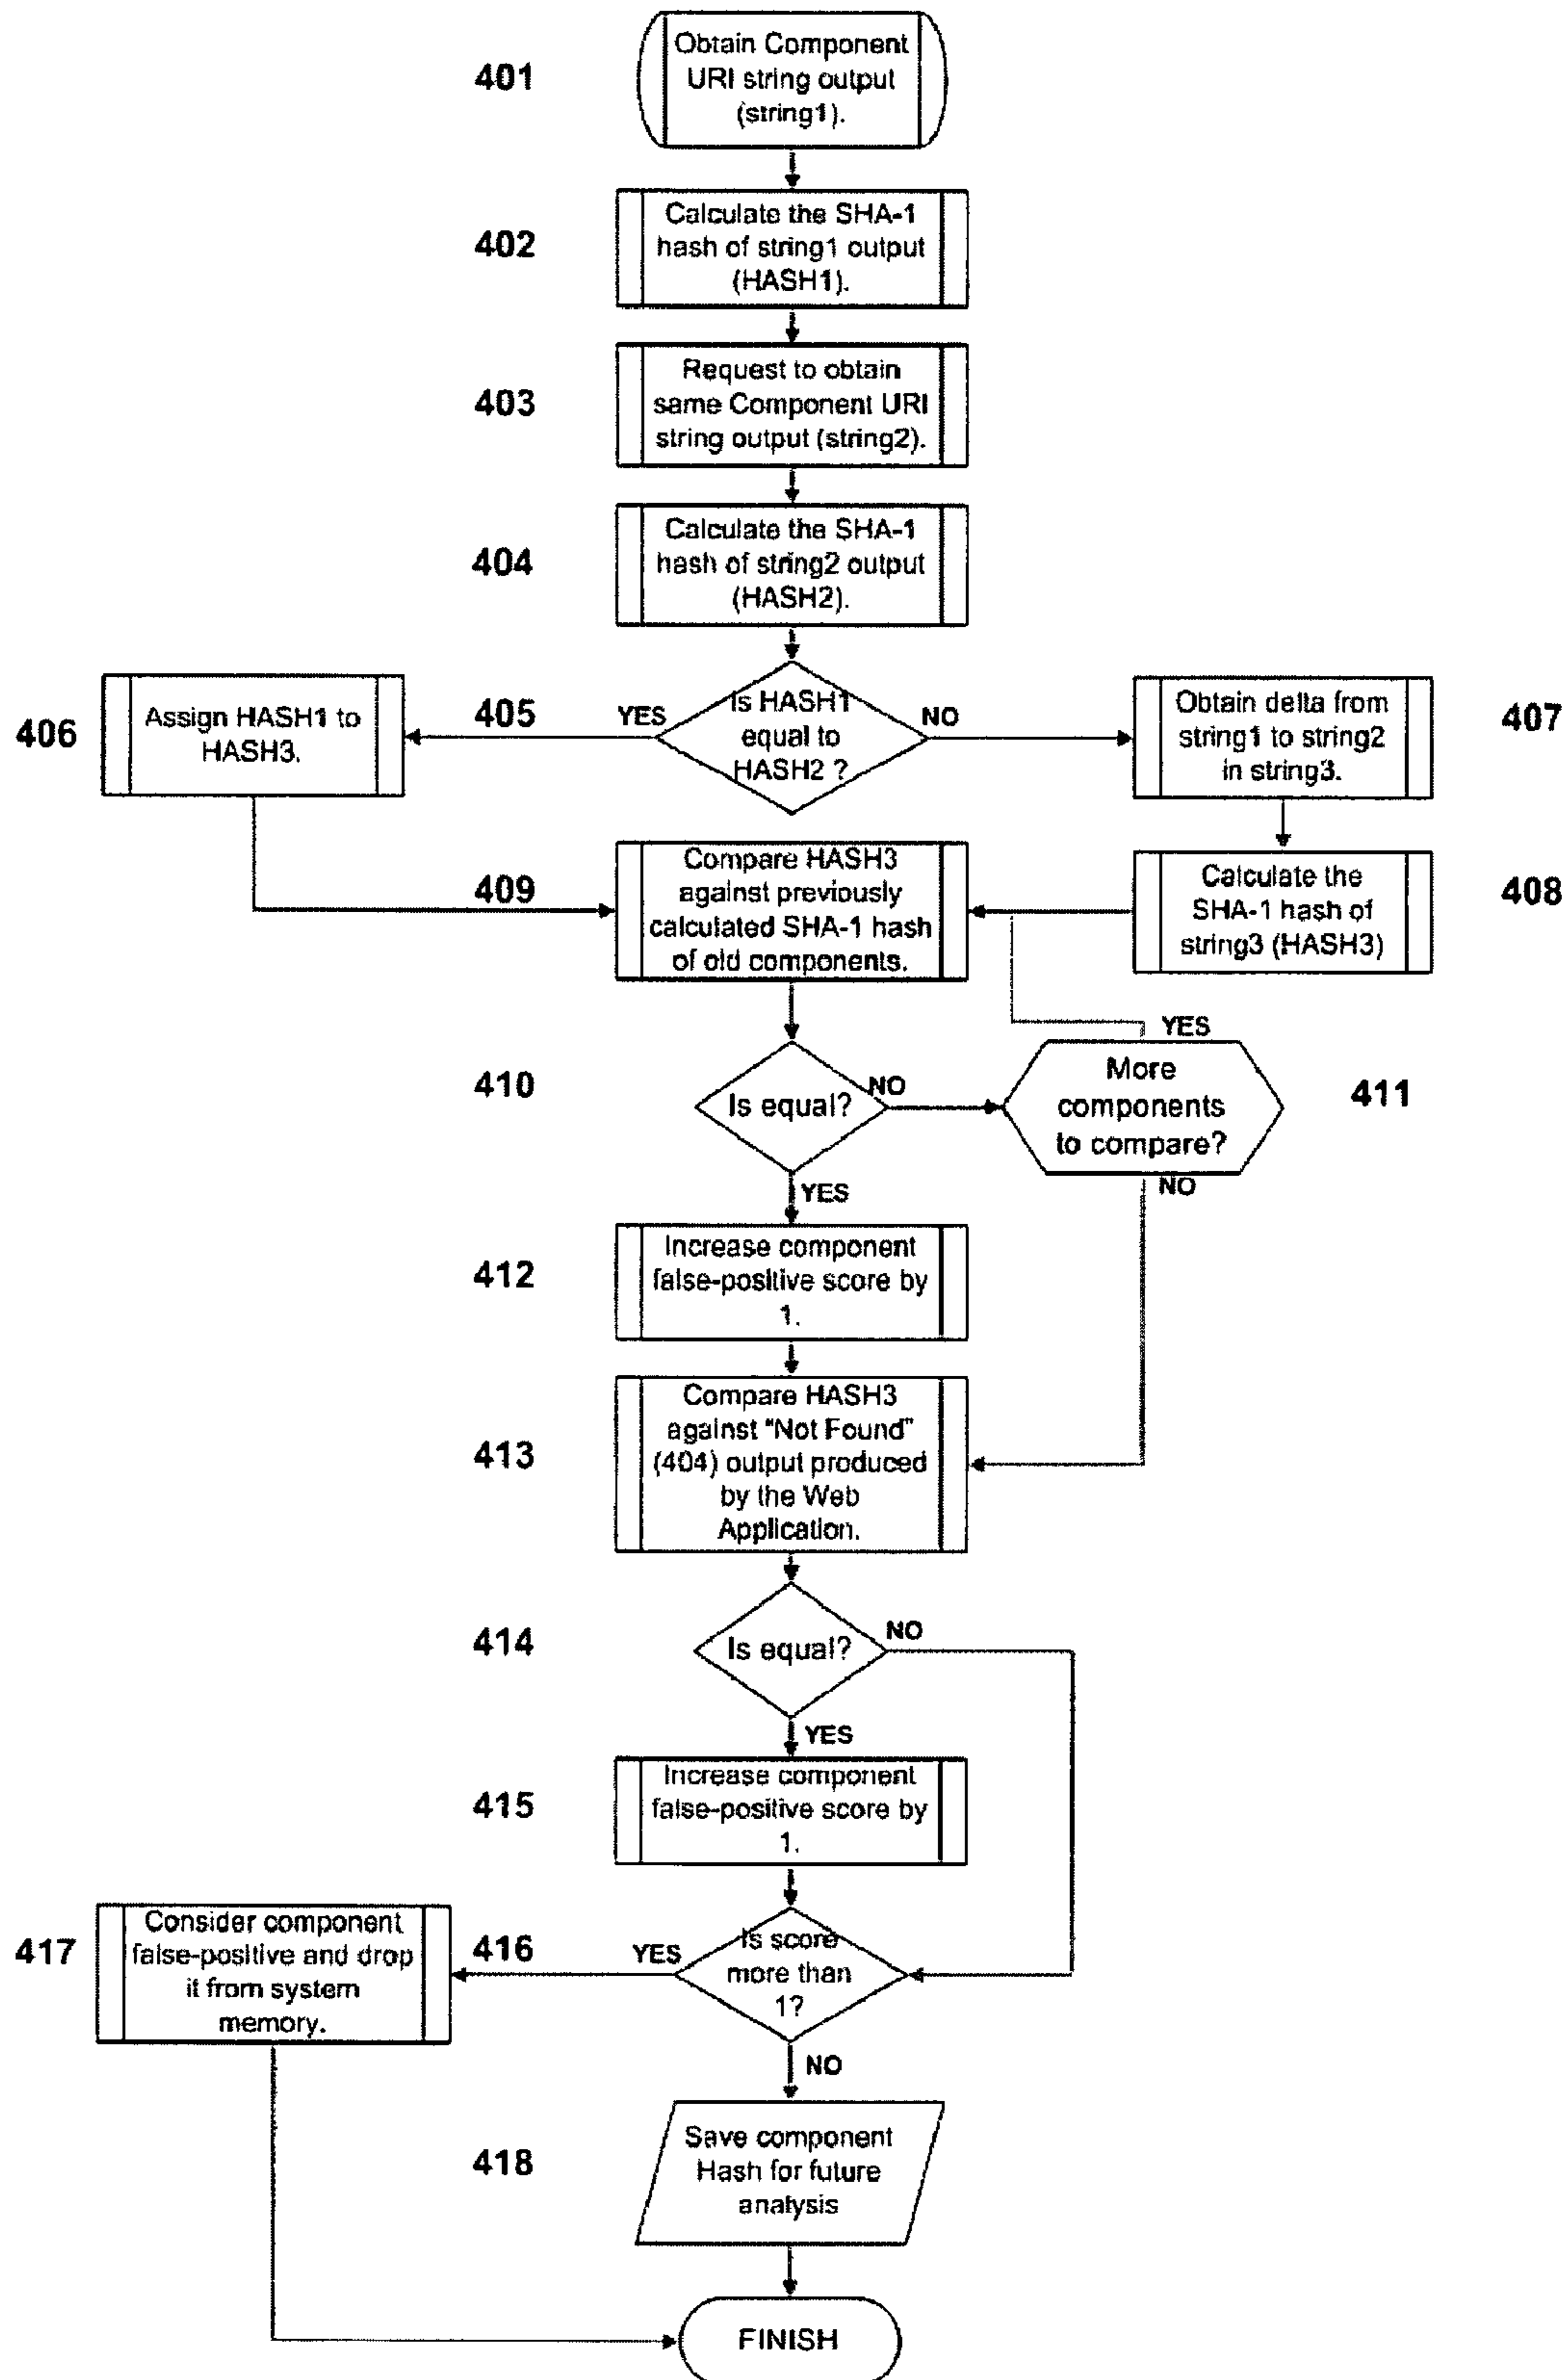 401
Obtain Component
URI string output
(string1).
402
Calculate the SHA-1
hash of string1 output
(HASH1).
403
Request to obtain
same Component URI
string output (string2).
404
Calculate the SHA-1
hash of string2 output
(HASH2).
405
Is HASH1
equal to
HASH2 ?
YES
NO
406
Assign HASH1 to
HASH3.
407
Obtain delta from
string1 to string2
in string3.
408
Calculate the
SHA-1 hash of
string3 (HASH3)
409
Compare HASH3
against previously
calculated SHA-1 hash
of old components.
410
Is equal?
NO
YES
411
More
components
to compare?
YES
NO
412
Increase component
false-positive score by
1.
413
Compare HASH3
against "Not Found"
(404) output produced
by the Web
Application.
414
Is equal?
NO
YES
415
Increase component
false-positive score by
1.
416
Is score
more than
1?
YES
NO
417
Consider component
false-positive and drop
it from system
memory.
418
Save component
Hash for future
analysis
FINISH